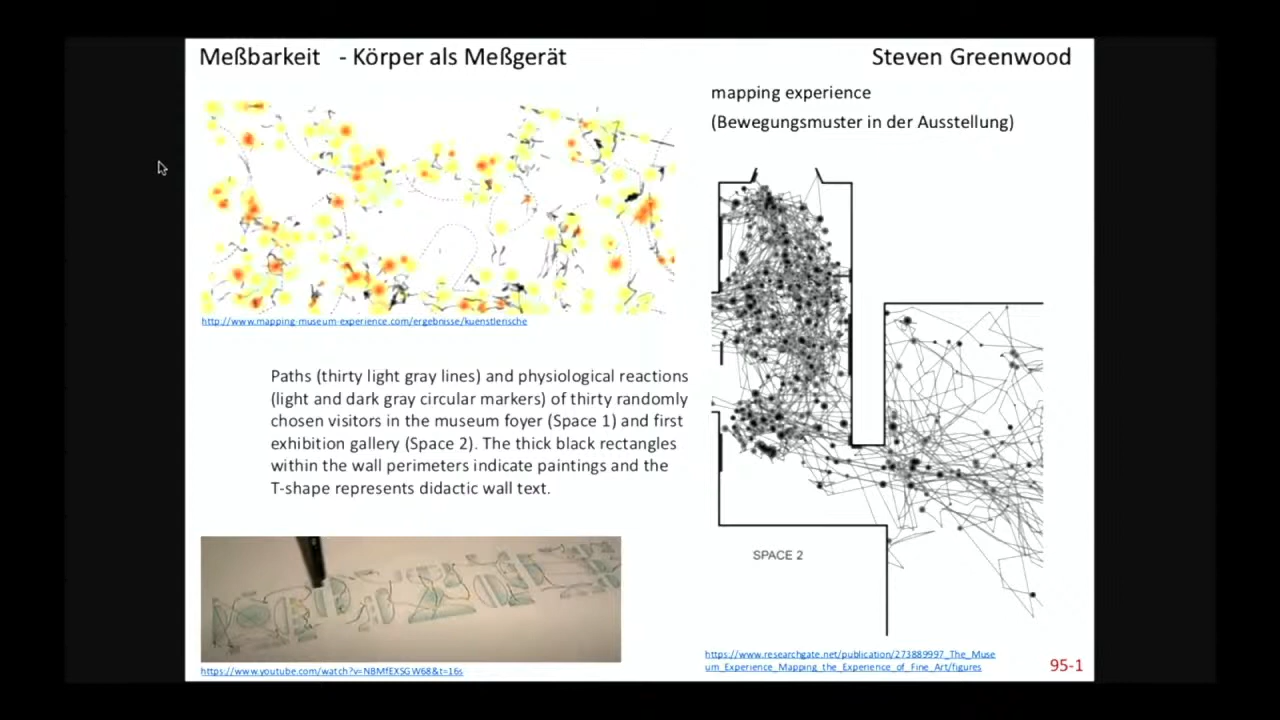 Meßbarkeit - Körper als Meßgerät
Steven Greenwood
mapping experience
(Bewegungsmuster in der Ausstellung)
http://www.mapping-museum-experience.com/ergebnisse/kuenstlerische
Paths (thirty light gray lines) and physiological reactions
(light and dark gray circular markers) of thirty randomly
chosen visitors in the museum foyer (Space 1) and first
exhibition gallery (Space 2). The thick black rectangles
within the wall perimeters indicate paintings and the
T-shape represents didactic wall text.
SPACE 2
https://www.youtube.com/watch?v=NBMfEXSGW68&t=16s
https://www.researchgate.net/publication/273889997_The_Muse
um_Experience_Mapping_the_Experience_of_Fine_Art/figures
95-1